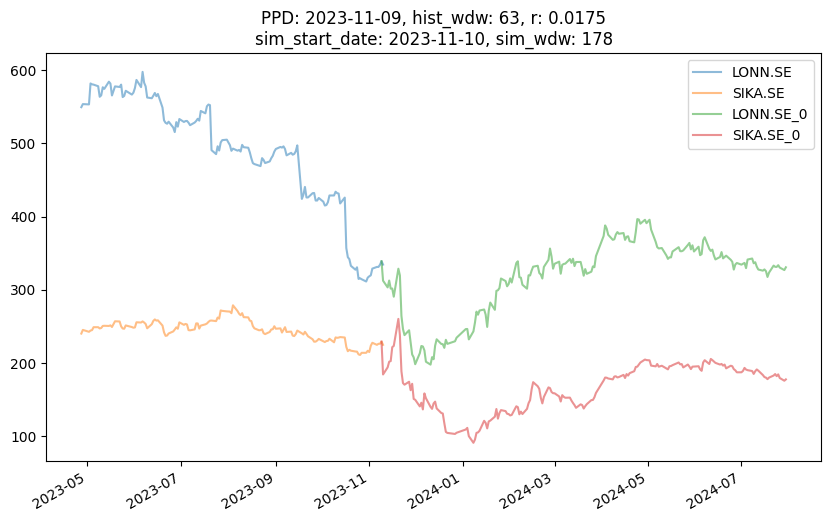 PPD: 2023-11-09, hist_wdw: 63, r: 0.0175
sim_start_date: 2023-11-10, sim_wdw: 178
LONN.SE
SIKA.SE
LONN.SE_0
SIKA.SE_0
600
500
400
300
200
100
2023-05
2023-07
2023-09
2023-11
2024-01
2024-03
2024-05
2024-07